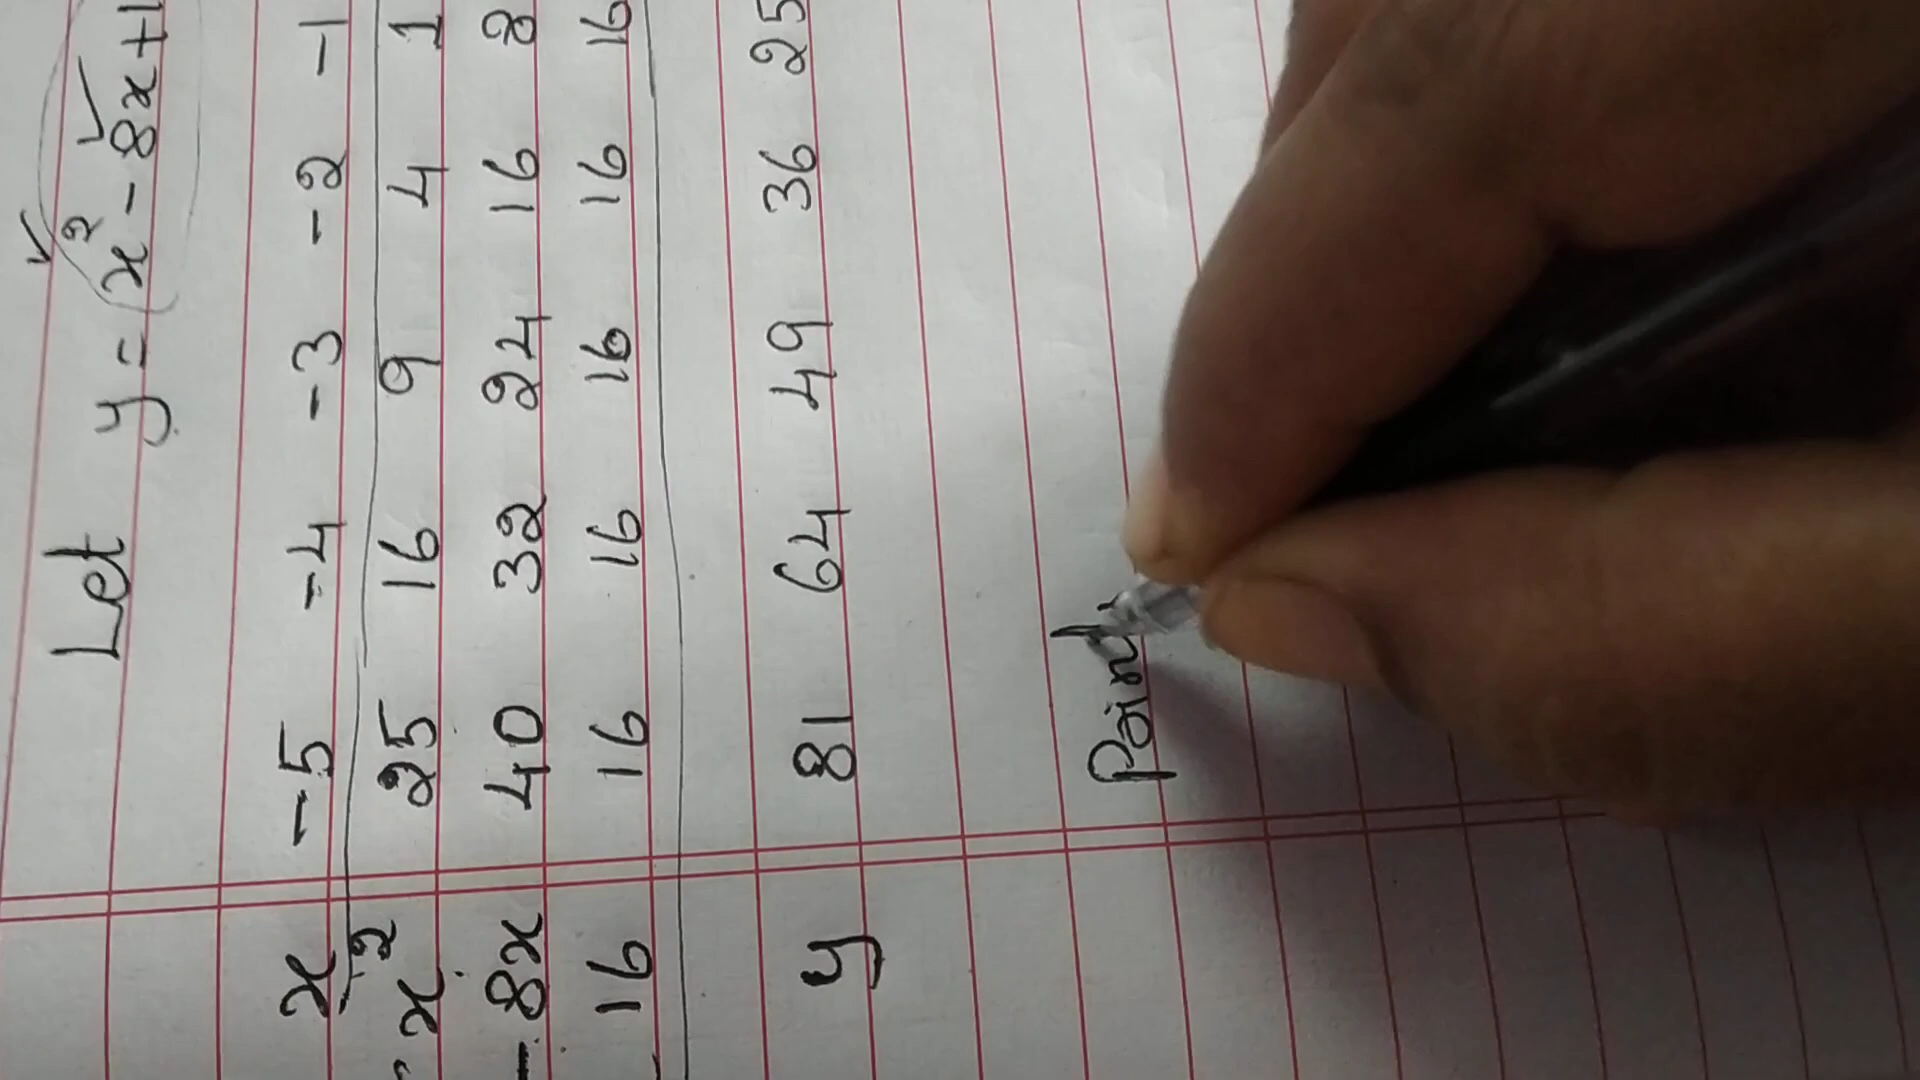 Let y = (x² - 8x + 1
x -5 -4 -3 -2 -1
x² 25 16 9 4 1
-8x 40 32 24 16 8
16 16 16 16 16 16
y 81 64 49 36 25
Point